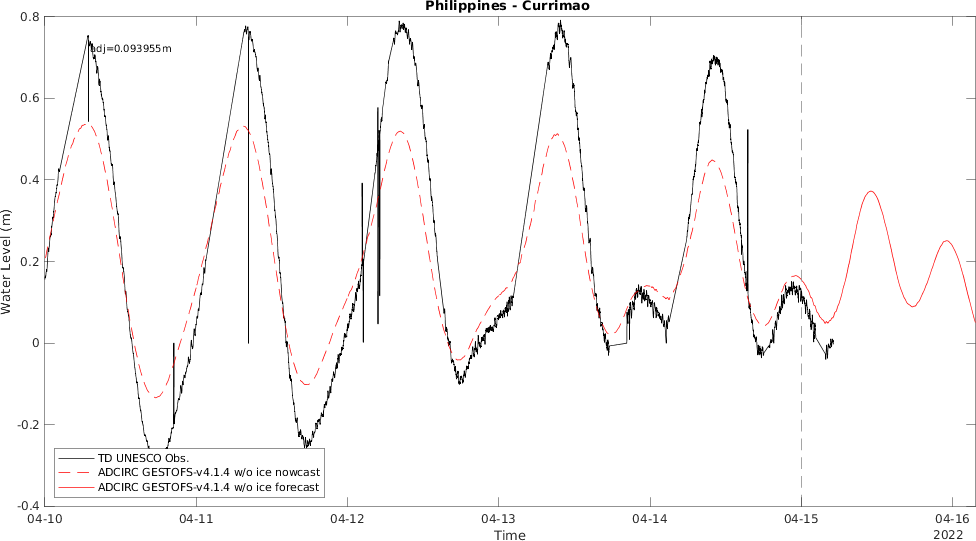 Philippines - Currimao
0.8
adj=0.093955m
0.6
0.4
0.2
0
-0.2
-0.4
Water Level (m)
TD UNESCO Obs.
ADCIRC GESTOFS-v4.1.4 w/o ice nowcast
ADCIRC GESTOFS-v4.1.4 w/o ice forecast
04-10 04-11 04-12 04-13 04-14 04-15 04-16
Time
2022